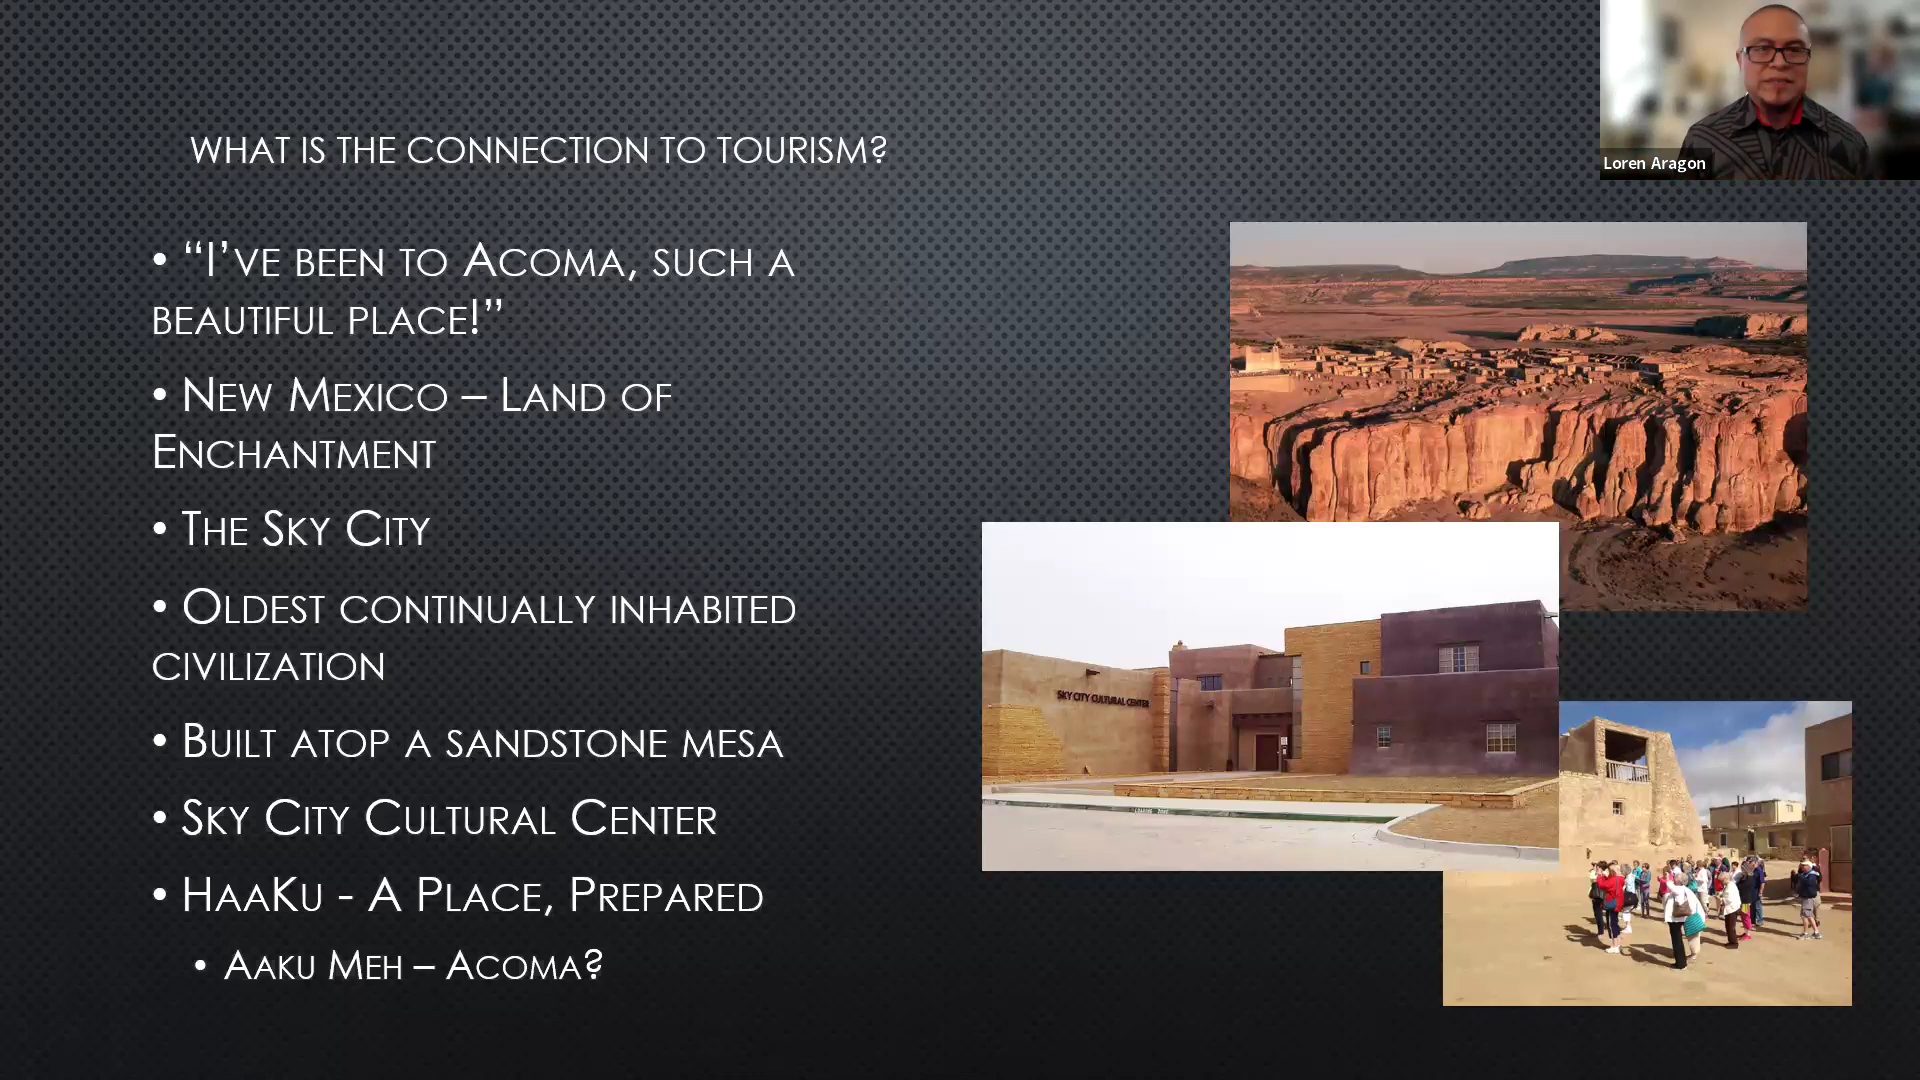 WHAT IS THE CONNECTION TO TOURISM?
Loren Aragon
• “I’VE BEEN TO ACOMA, SUCH A
BEAUTIFUL PLACE!”
• NEW MEXICO – LAND OF
ENCHANTMENT
• THE SKY CITY
• OLDEST CONTINUALLY INHABITED
CIVILIZATION
• BUILT ATOP A SANDSTONE MESA
• SKY CITY CULTURAL CENTER
• HAAKU - A PLACE, PREPARED
• AAKU MEH – ACOMA?
SKY CITY CULTURAL CENTER
LOADING ZONE